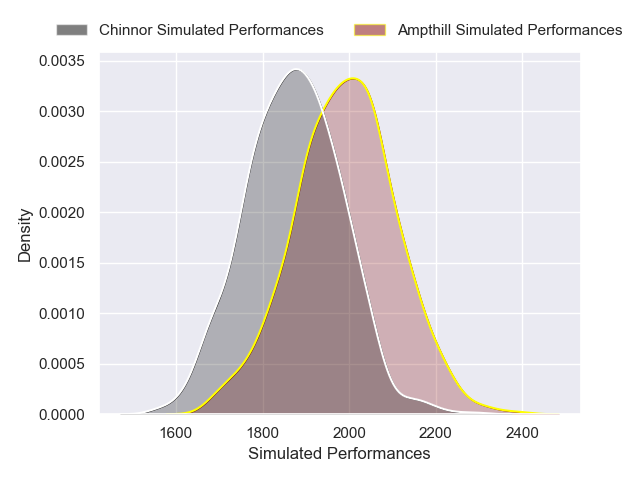 Chinnor Simulated Performances Ampthill Simulated Performances
0.0035
0.0030
0.0025
0.0020
0.0015
0.0010
0.0005
0.0000
Density
1600 1800 2000 2200 2400
Simulated Performances